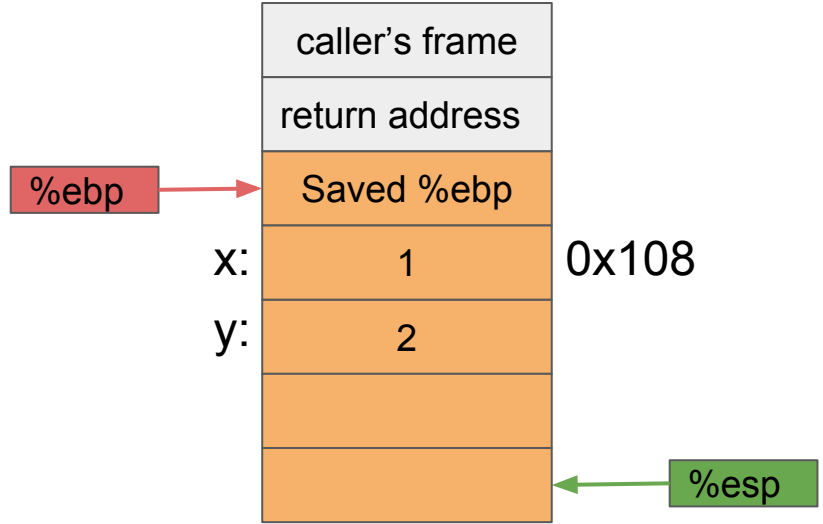 caller's frame
return address
%ebp
Saved %ebp
x:
1
0x108
y:
2
%esp